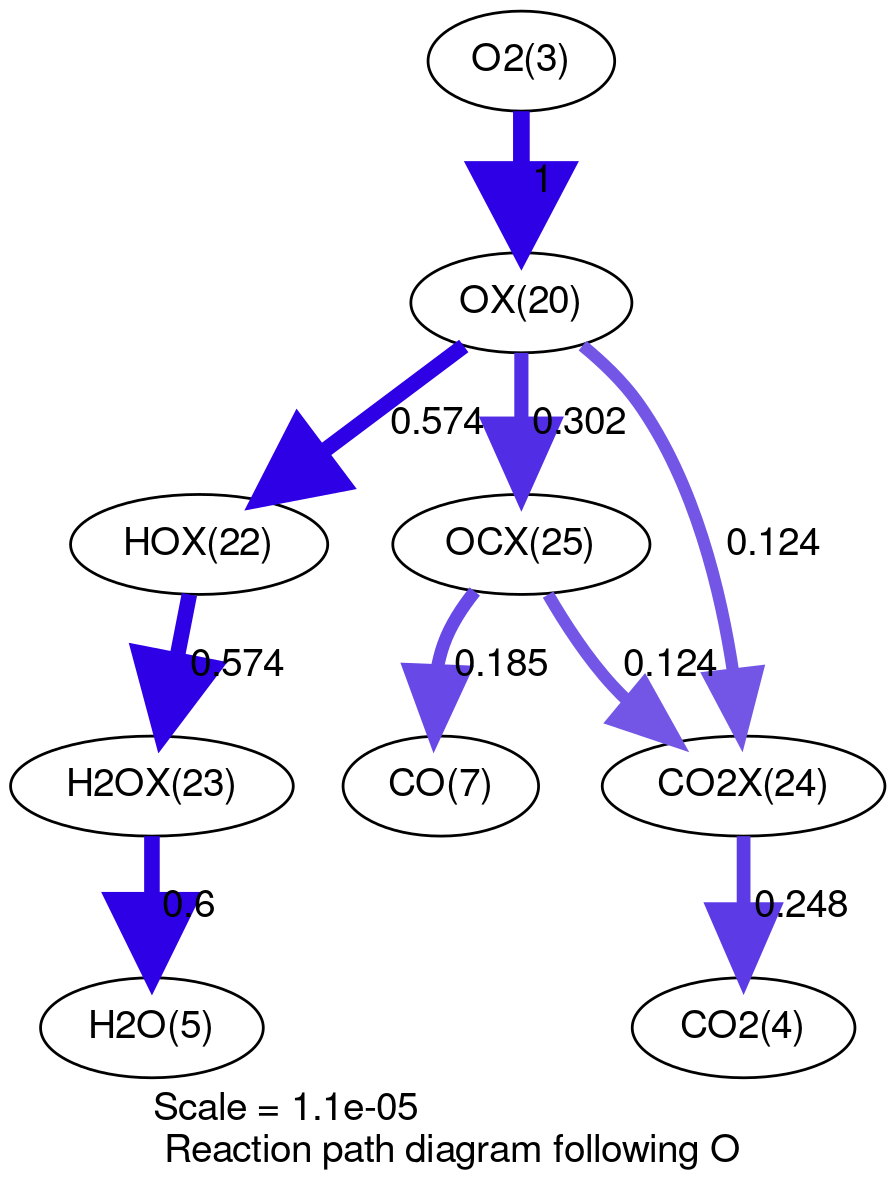 O2(3)
1
OX(20)
0.574
0.302
HOX(22)
OCX(25)
0.124
0.574
0.185
0.124
H2OX(23)
CO(7)
CO2X(24)
0.6
0.248
H2O(5)
CO2(4)
Scale = 1.1e-05
Reaction path diagram following O